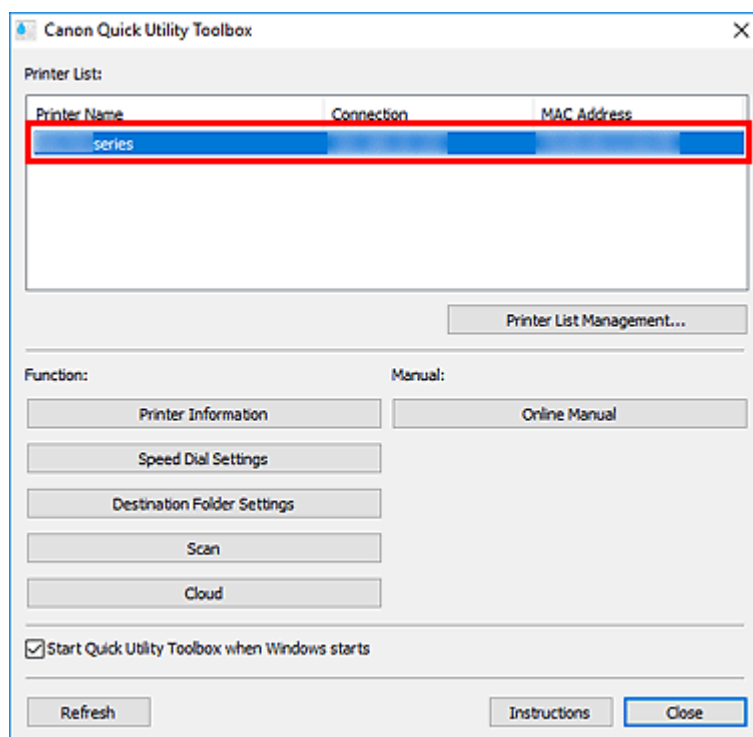 Canon Quick Utility Toolbox
Printer List:
Printer Name Connection MAC Address
series
Printer List Management...
Function: Manual:
Printer Information Online Manual
Speed Dial Settings
Destination Folder Settings
Scan
Cloud
Start Quick Utility Toolbox when Windows starts
Refresh Instructions Close